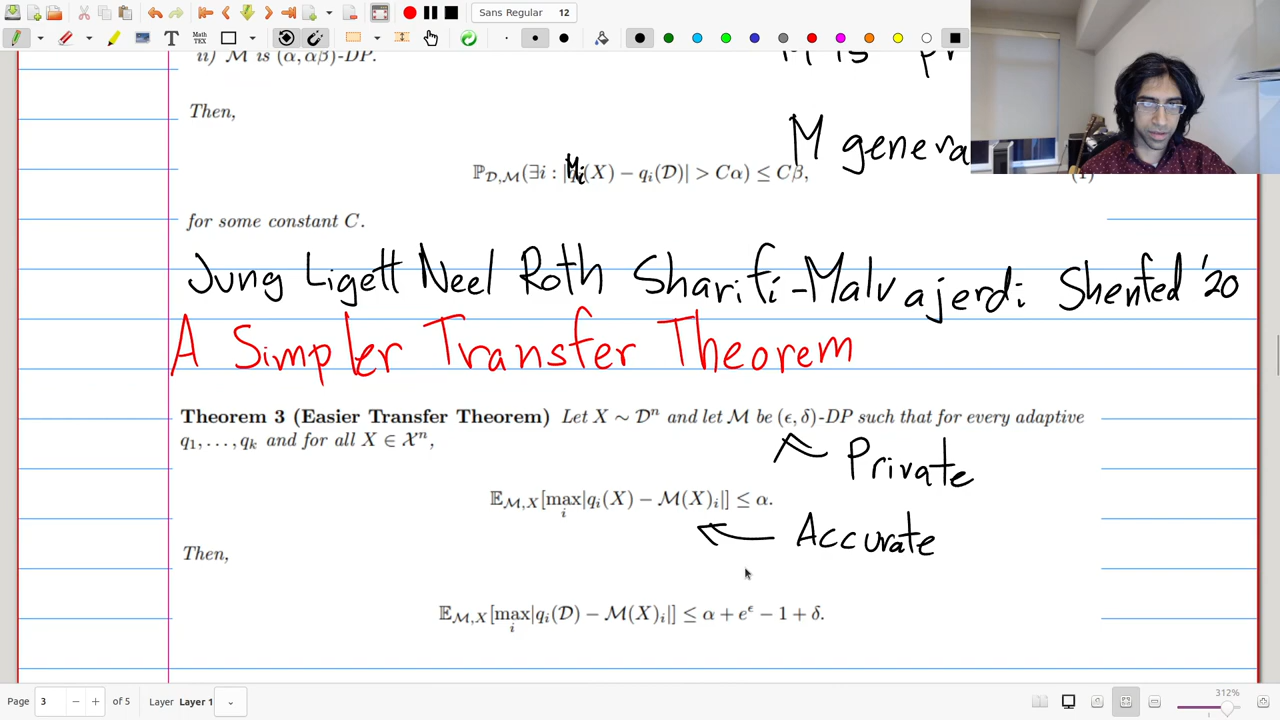 Sans Regular 12
ii) M is (α, αβ)-DP.
M is
Then,
M genera
ℙ_{𝒟,ℳ}(∃i : |M_i(X) − q_i(𝒟)| > Cα) ≤ Cβ,
for some constant C.
Jung Ligett Neel Roth Sharifi-Malvajerdi Shenfed '20
A Simpler Transfer Theorem
Theorem 3 (Easier Transfer Theorem) Let X ∼ 𝒟^n and let ℳ be (ϵ, δ)-DP such that for every adaptive
q_1, …, q_k and for all X ∈ 𝒳^n,
Private
𝔼_{ℳ,X}[max_i |q_i(X) − ℳ(X)_i|] ≤ α.
Accurate
Then,
𝔼_{ℳ,X}[max_i |q_i(𝒟) − ℳ(X)_i|] ≤ α + e^ϵ − 1 + δ.
Page 3 of 5 Layer Layer 1 312%